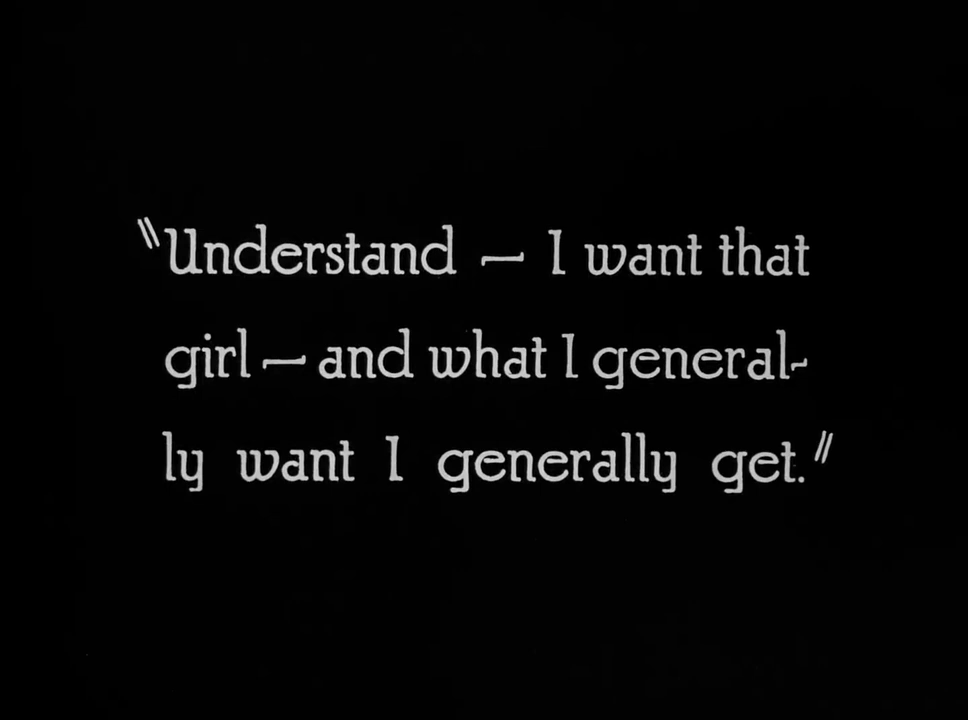 "Understand — I want that
girl — and what I general-
ly want I generally get."